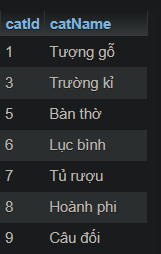 catId catName
1 Tượng gỗ
3 Trường kỉ
5 Bàn thờ
6 Lục bình
7 Tủ rượu
8 Hoành phi
9 Câu đối